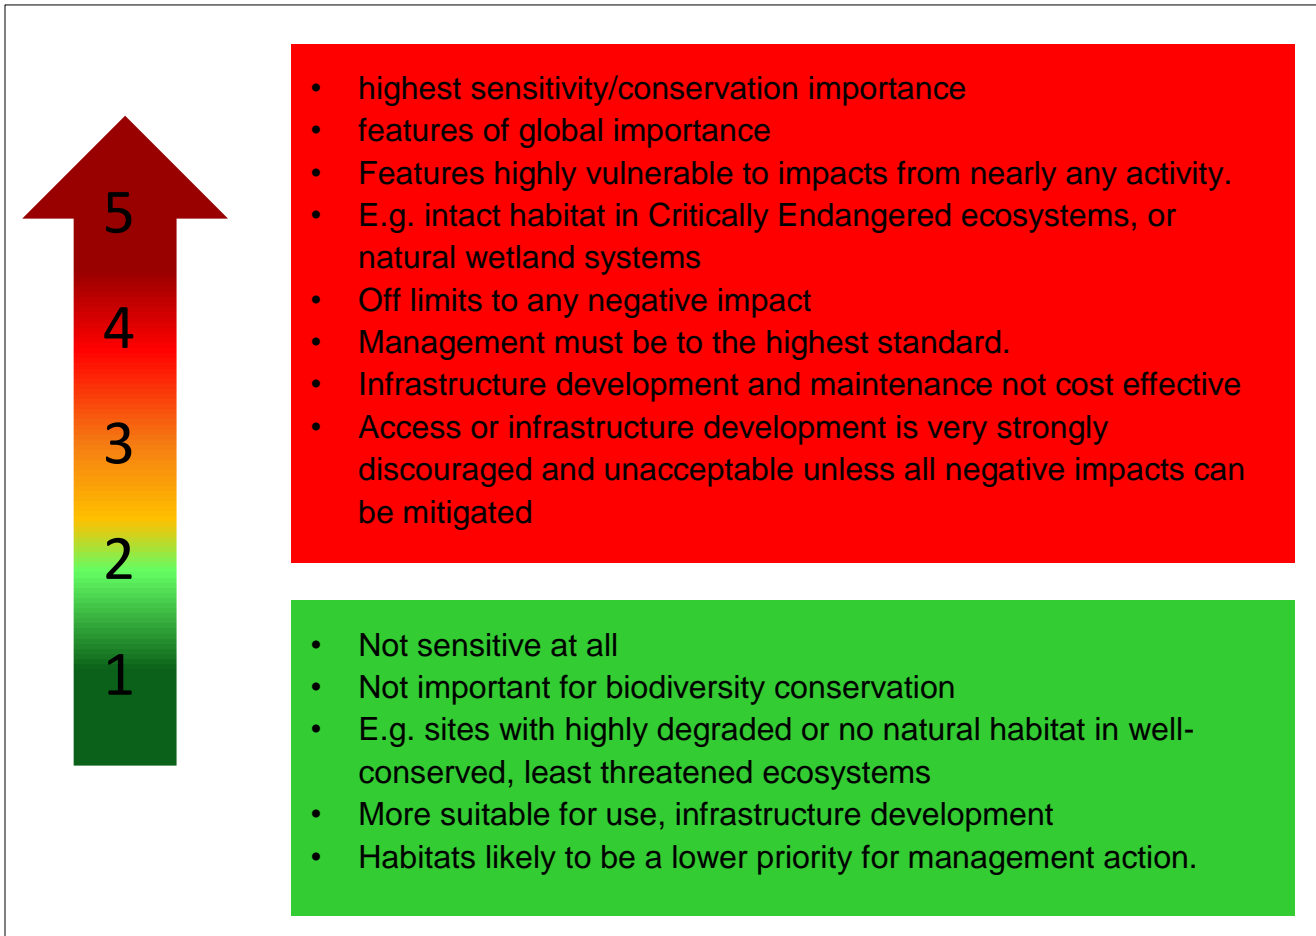 5
4
3
2
1
• highest sensitivity/conservation importance
• features of global importance
• Features highly vulnerable to impacts from nearly any activity.
• E.g. intact habitat in Critically Endangered ecosystems, or
natural wetland systems
• Off limits to any negative impact
• Management must be to the highest standard.
• Infrastructure development and maintenance not cost effective
• Access or infrastructure development is very strongly
discouraged and unacceptable unless all negative impacts can
be mitigated
• Not sensitive at all
• Not important for biodiversity conservation
• E.g. sites with highly degraded or no natural habitat in well-
conserved, least threatened ecosystems
• More suitable for use, infrastructure development
• Habitats likely to be a lower priority for management action.